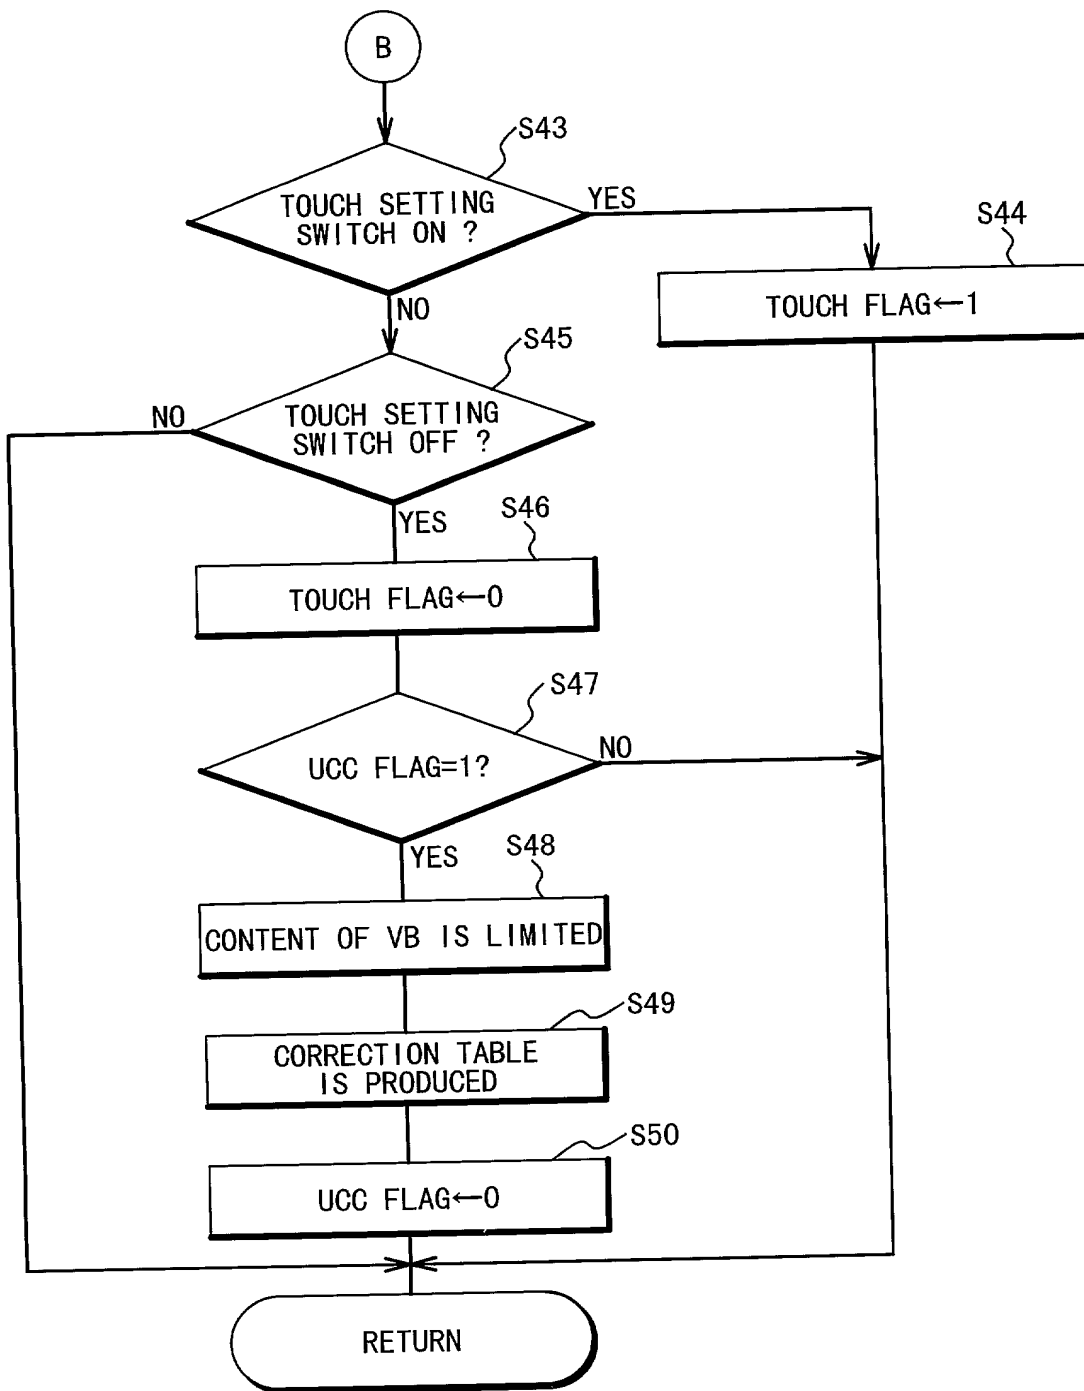 B
S43
TOUCH SETTING
SWITCH ON ?
YES
S44
TOUCH FLAG←1
NO
S45
NO
TOUCH SETTING
SWITCH OFF ?
YES
S46
TOUCH FLAG←0
S47
UCC FLAG=1?
NO
YES
S48
CONTENT OF VB IS LIMITED
S49
CORRECTION TABLE
IS PRODUCED
S50
UCC FLAG←0
RETURN